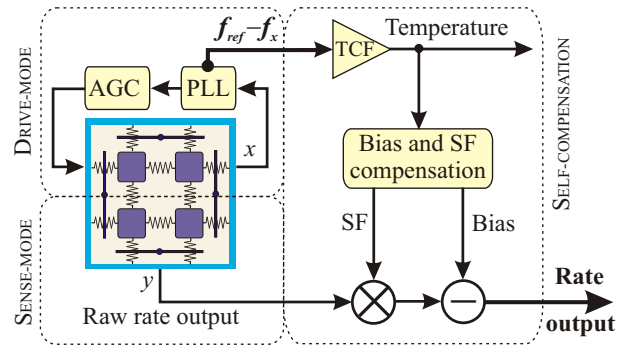 f_ref–f_x
TCF
Temperature
AGC
PLL
DRIVE-MODE
x
Bias and SF
compensation
SELF-COMPENSATION
SF
Bias
SENSE-MODE
y
Raw rate output
Rate
output